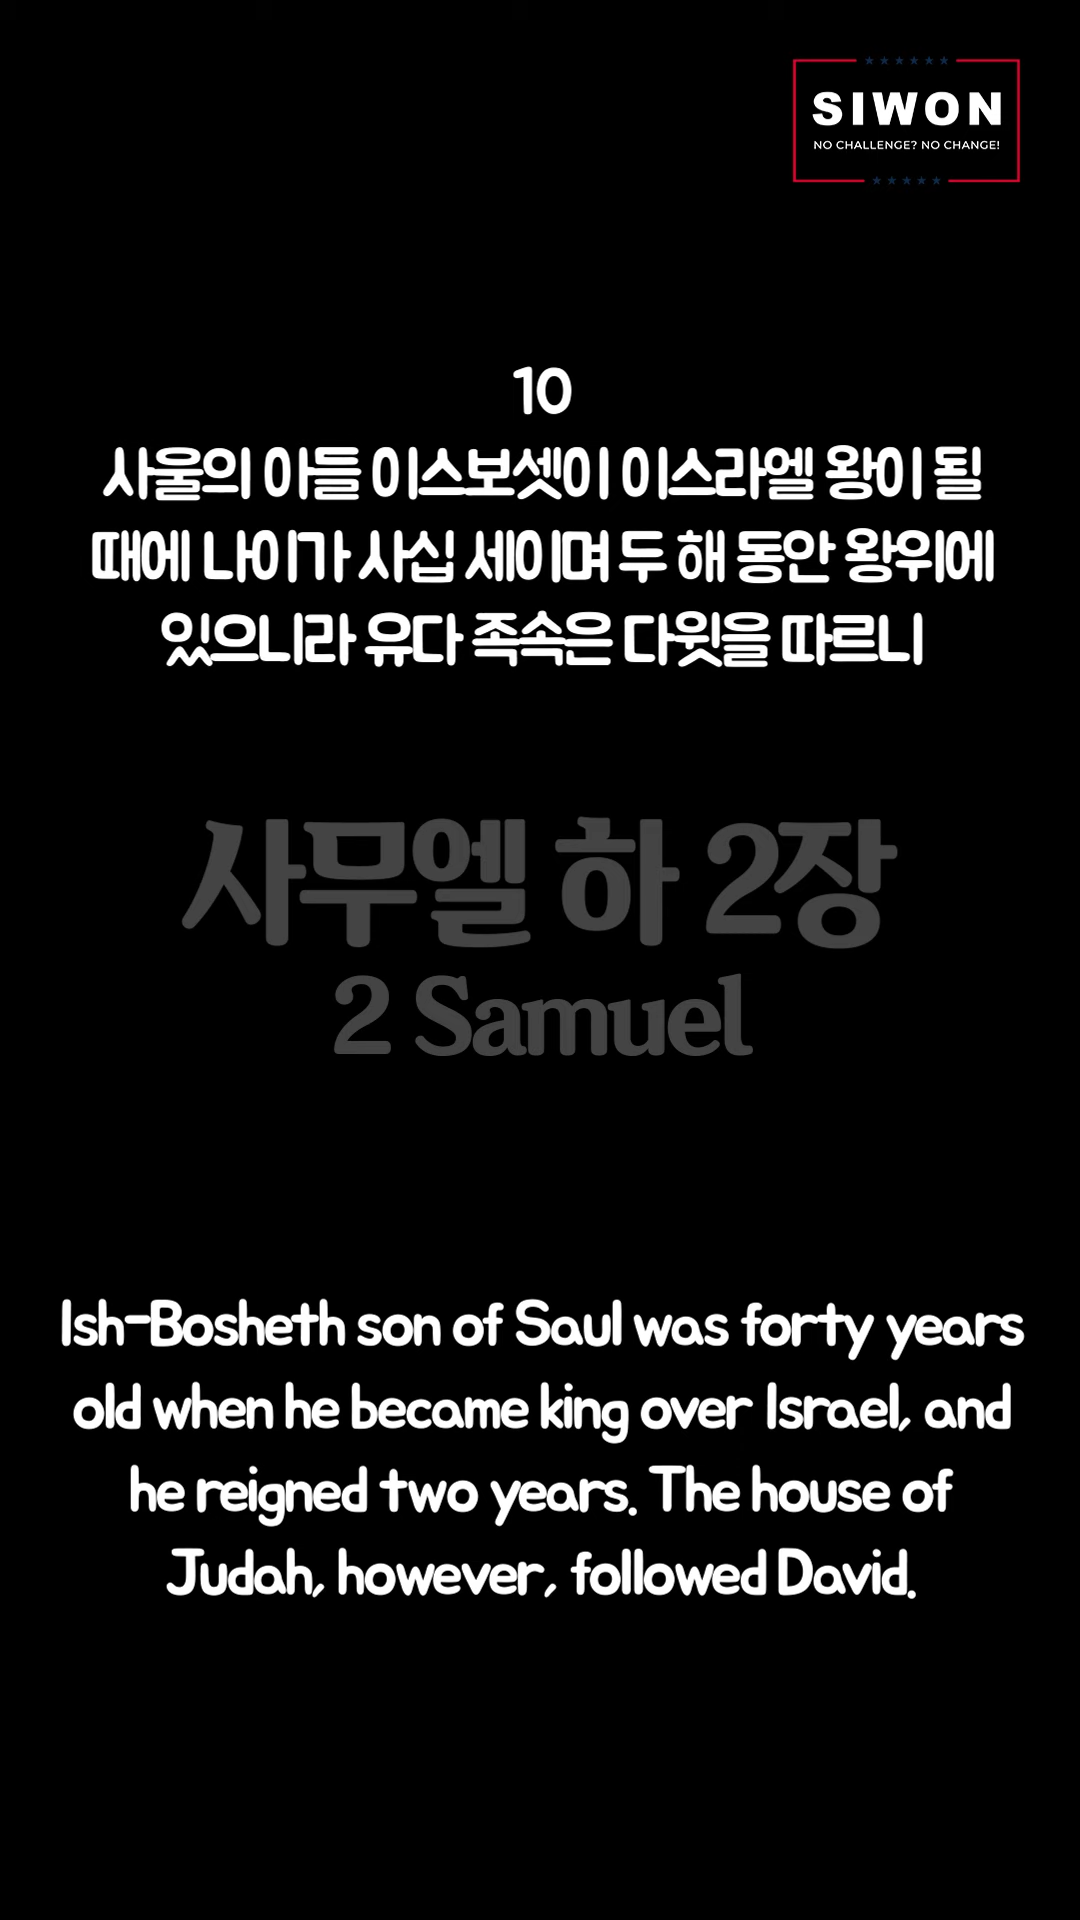 SIWON
NO CHALLENGE? NO CHANGE!
10
사울의 아들 이스보셋이 이스라엘 왕이 될
때에 나이가 사십 세이며 두 해 동안 왕위에
있으니라 유다 족속은 다윗을 따르니
사무엘 하 2장
2 Samuel
Ish-Bosheth son of Saul was forty years
old when he became king over Israel, and
he reigned two years. The house of
Judah, however, followed David.